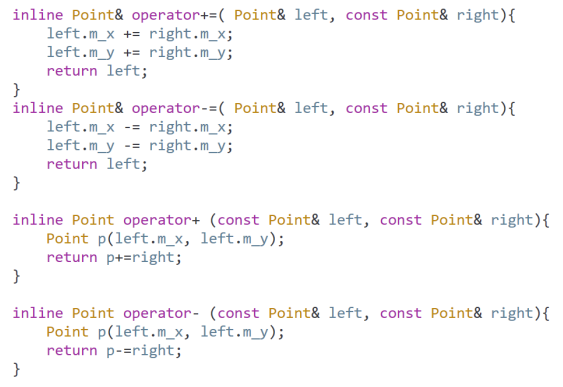 inline Point& operator+=( Point& left, const Point& right){
    left.m_x += right.m_x;
    left.m_y += right.m_y;
    return left;
}
inline Point& operator-=( Point& left, const Point& right){
    left.m_x -= right.m_x;
    left.m_y -= right.m_y;
    return left;
}

inline Point operator+ (const Point& left, const Point& right){
    Point p(left.m_x, left.m_y);
    return p+=right;
}

inline Point operator- (const Point& left, const Point& right){
    Point p(left.m_x, left.m_y);
    return p-=right;
}